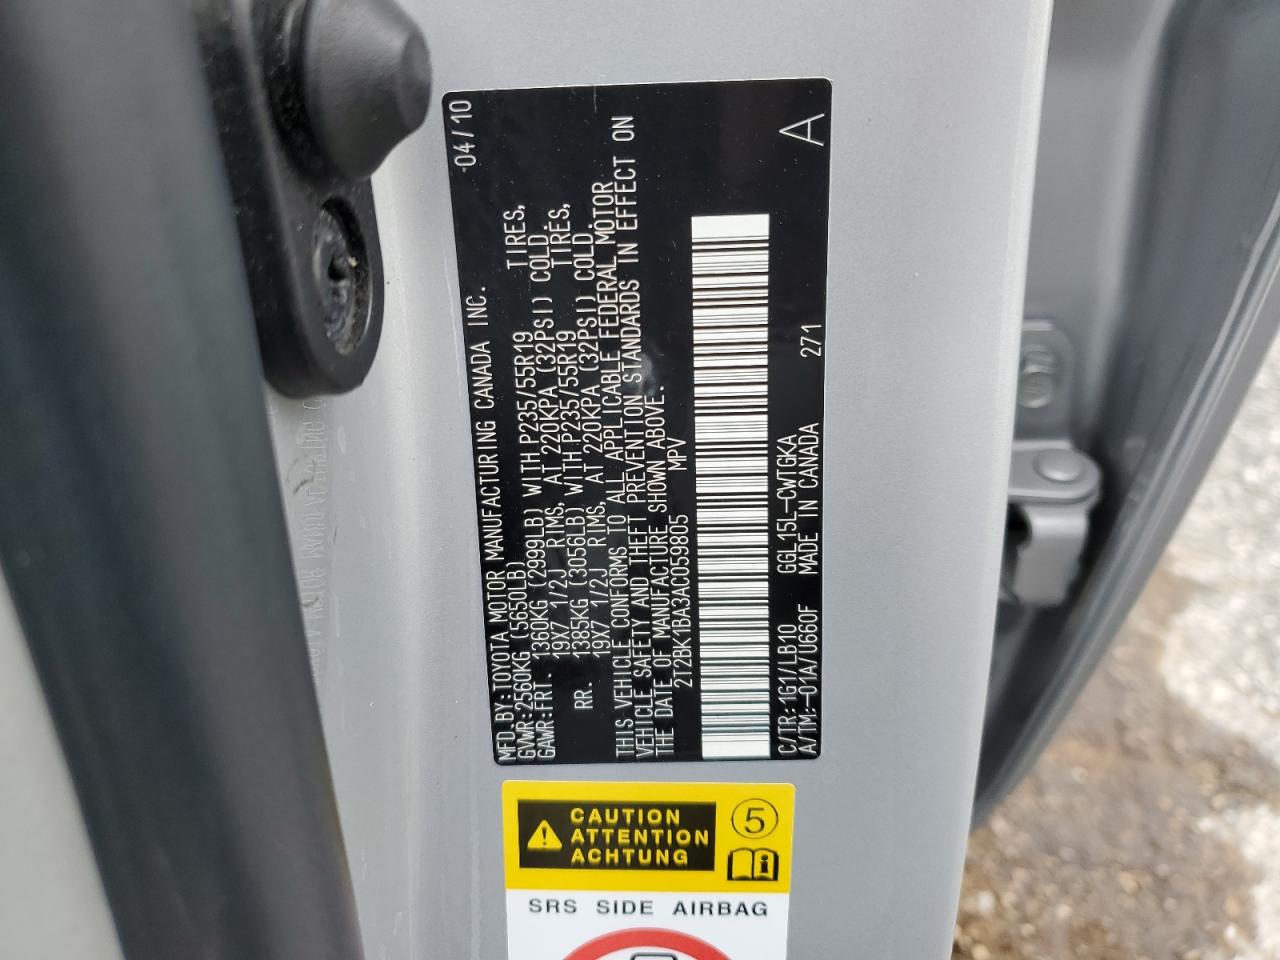 MFD.BY:TOYOTA MOTOR MANUFACTURING CANADA INC. 04/10
GVWR:2560KG (5650LB)
GAWR:FRT. 1360KG (2999LB) WITH P235/55R19 TIRES,
19X7 1/2J RIMS, AT 220KPA (32PSI) COLD.
RR. 1385KG (3056LB) WITH P235/55R19 TIRES,
19X7 1/2J RIMS, AT 220KPA (32PSI) COLD.
THIS VEHICLE CONFORMS TO ALL APPLICABLE FEDERAL MOTOR
VEHICLE SAFETY AND THEFT PREVENTION STANDARDS IN EFFECT ON
THE DATE OF MANUFACTURE SHOWN ABOVE.
2T2BK1BA3AC059805 MPV
C/TR:1G1/LB10 GGL15L-CWTGKA 271
A/TM:-01A/U660F MADE IN CANADA A
CAUTION
ATTENTION
ACHTUNG
5
SRS SIDE AIRBAG